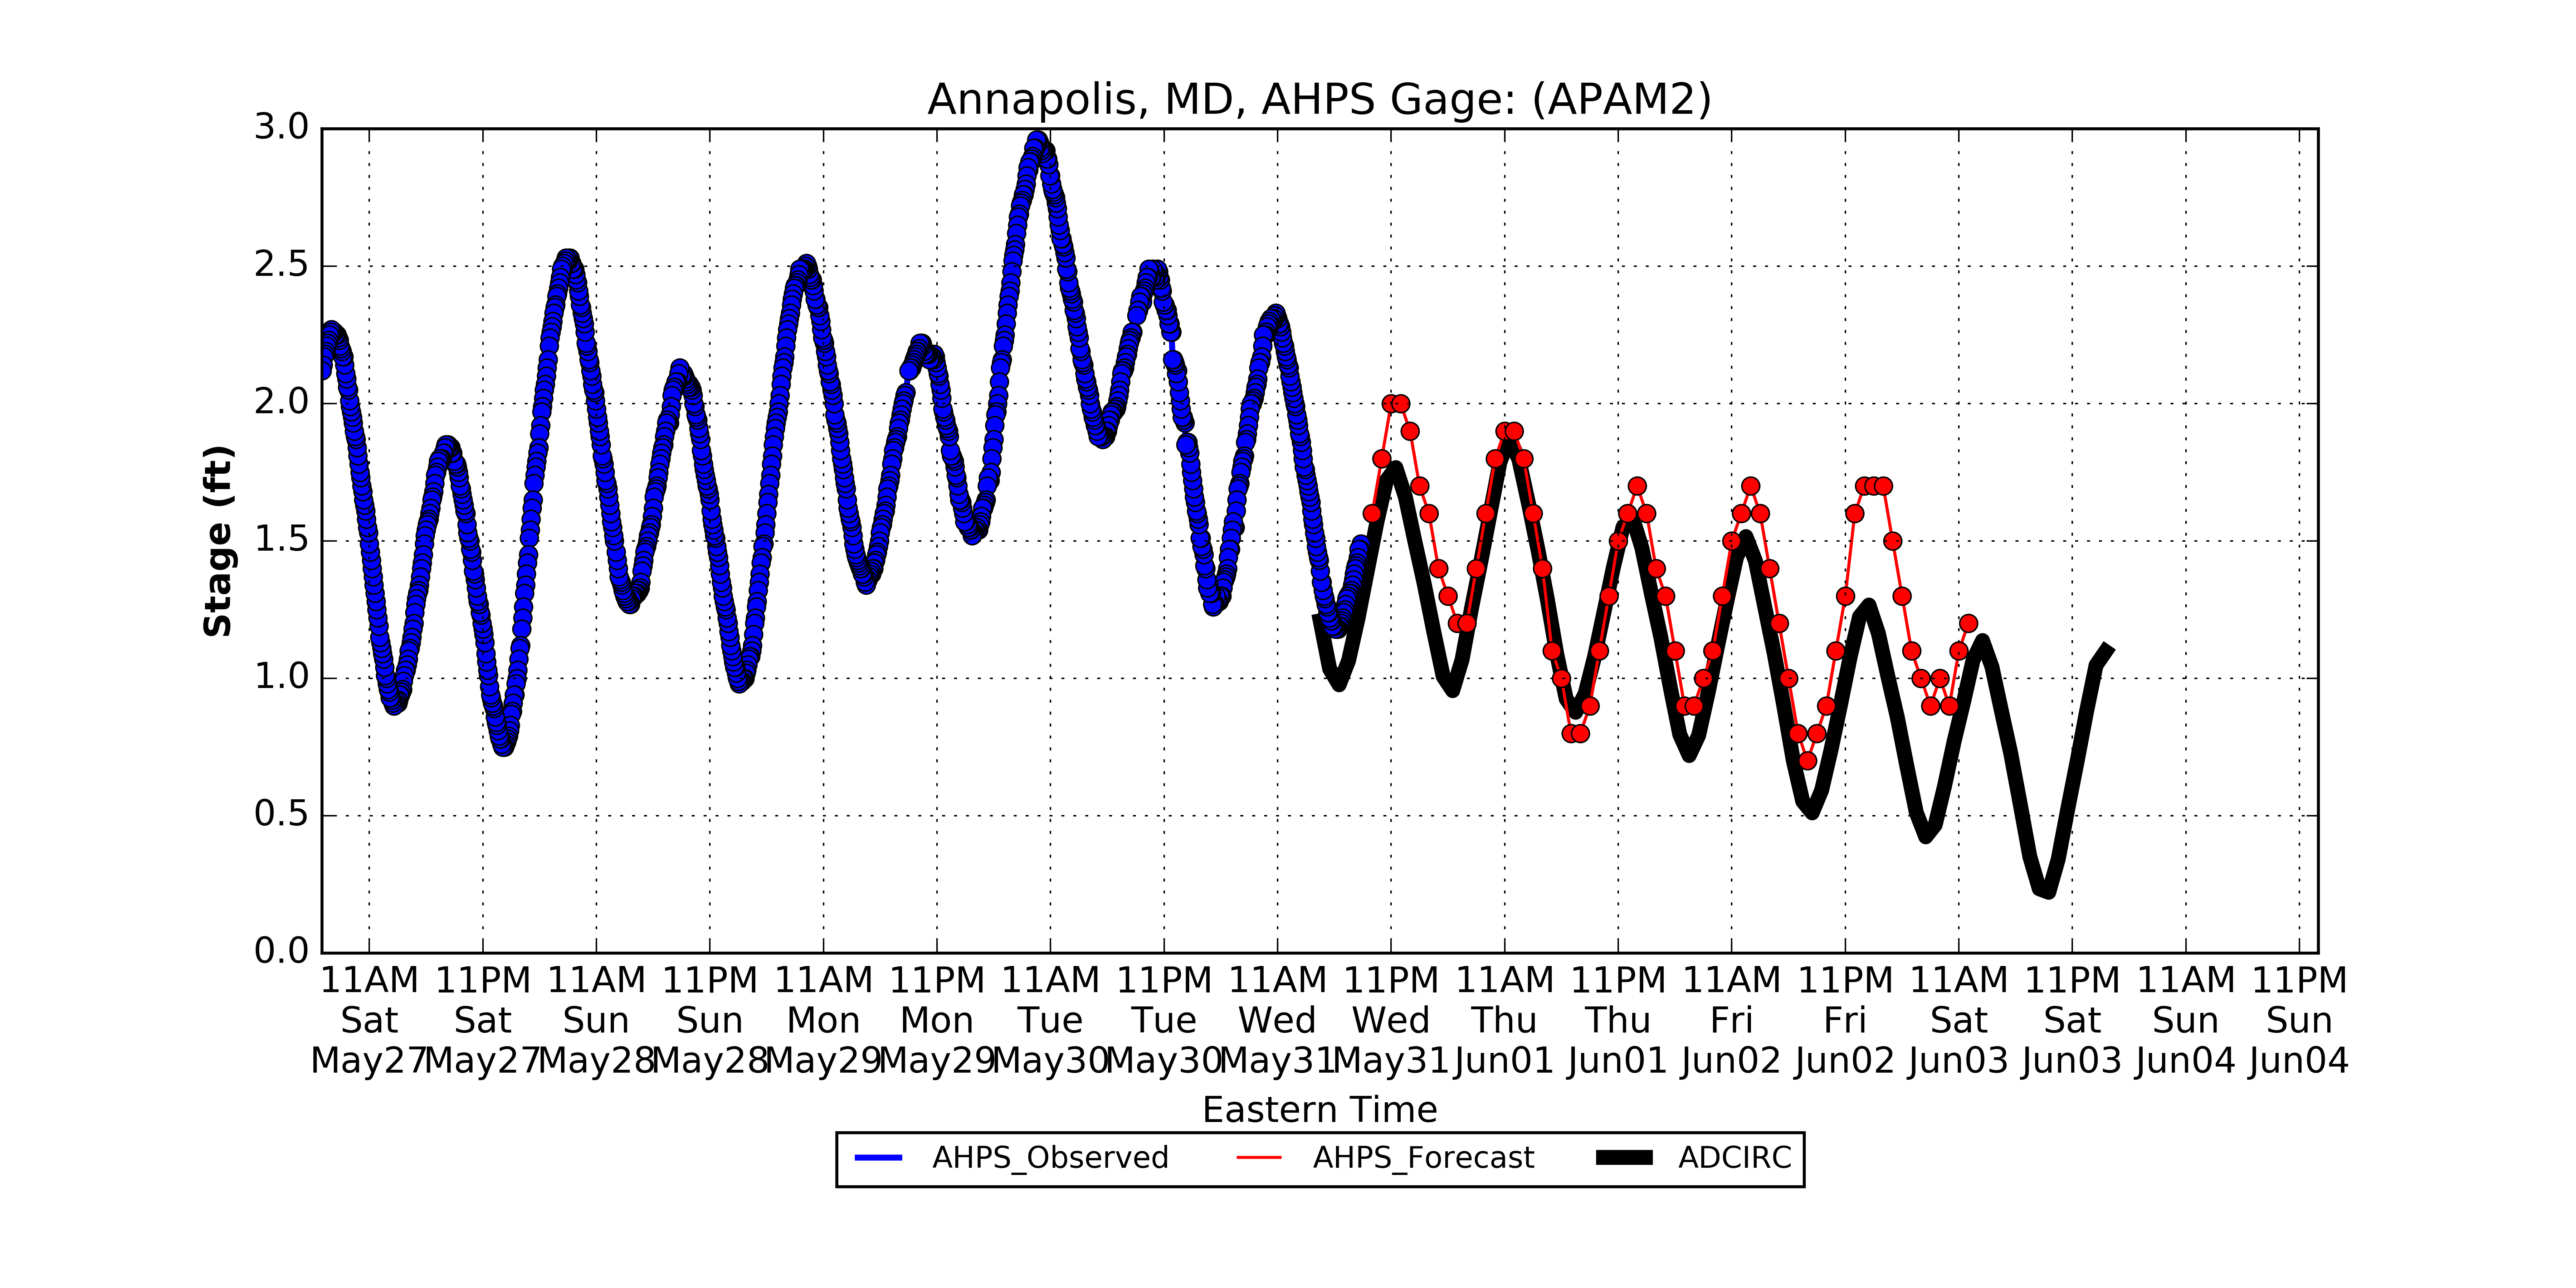 Annapolis, MD, AHPS Gage: (APAM2)
3.0
2.5
2.0
1.5
1.0
0.5
0.0
Stage (ft)
11AM 11PM 11AM 11PM 11AM 11PM 11AM 11PM 11AM 11PM 11AM 11PM 11AM 11PM 11AM 11PM 11AM 11PM
Sat Sat Sun Sun Mon Mon Tue Tue Wed Wed Thu Thu Fri Fri Sat Sat Sun Sun
May27 May27 May28 May28 May29 May29 May30 May30 May31 May31 Jun01 Jun01 Jun02 Jun02 Jun03 Jun03 Jun04 Jun04
Eastern Time
AHPS_Observed AHPS_Forecast ADCIRC